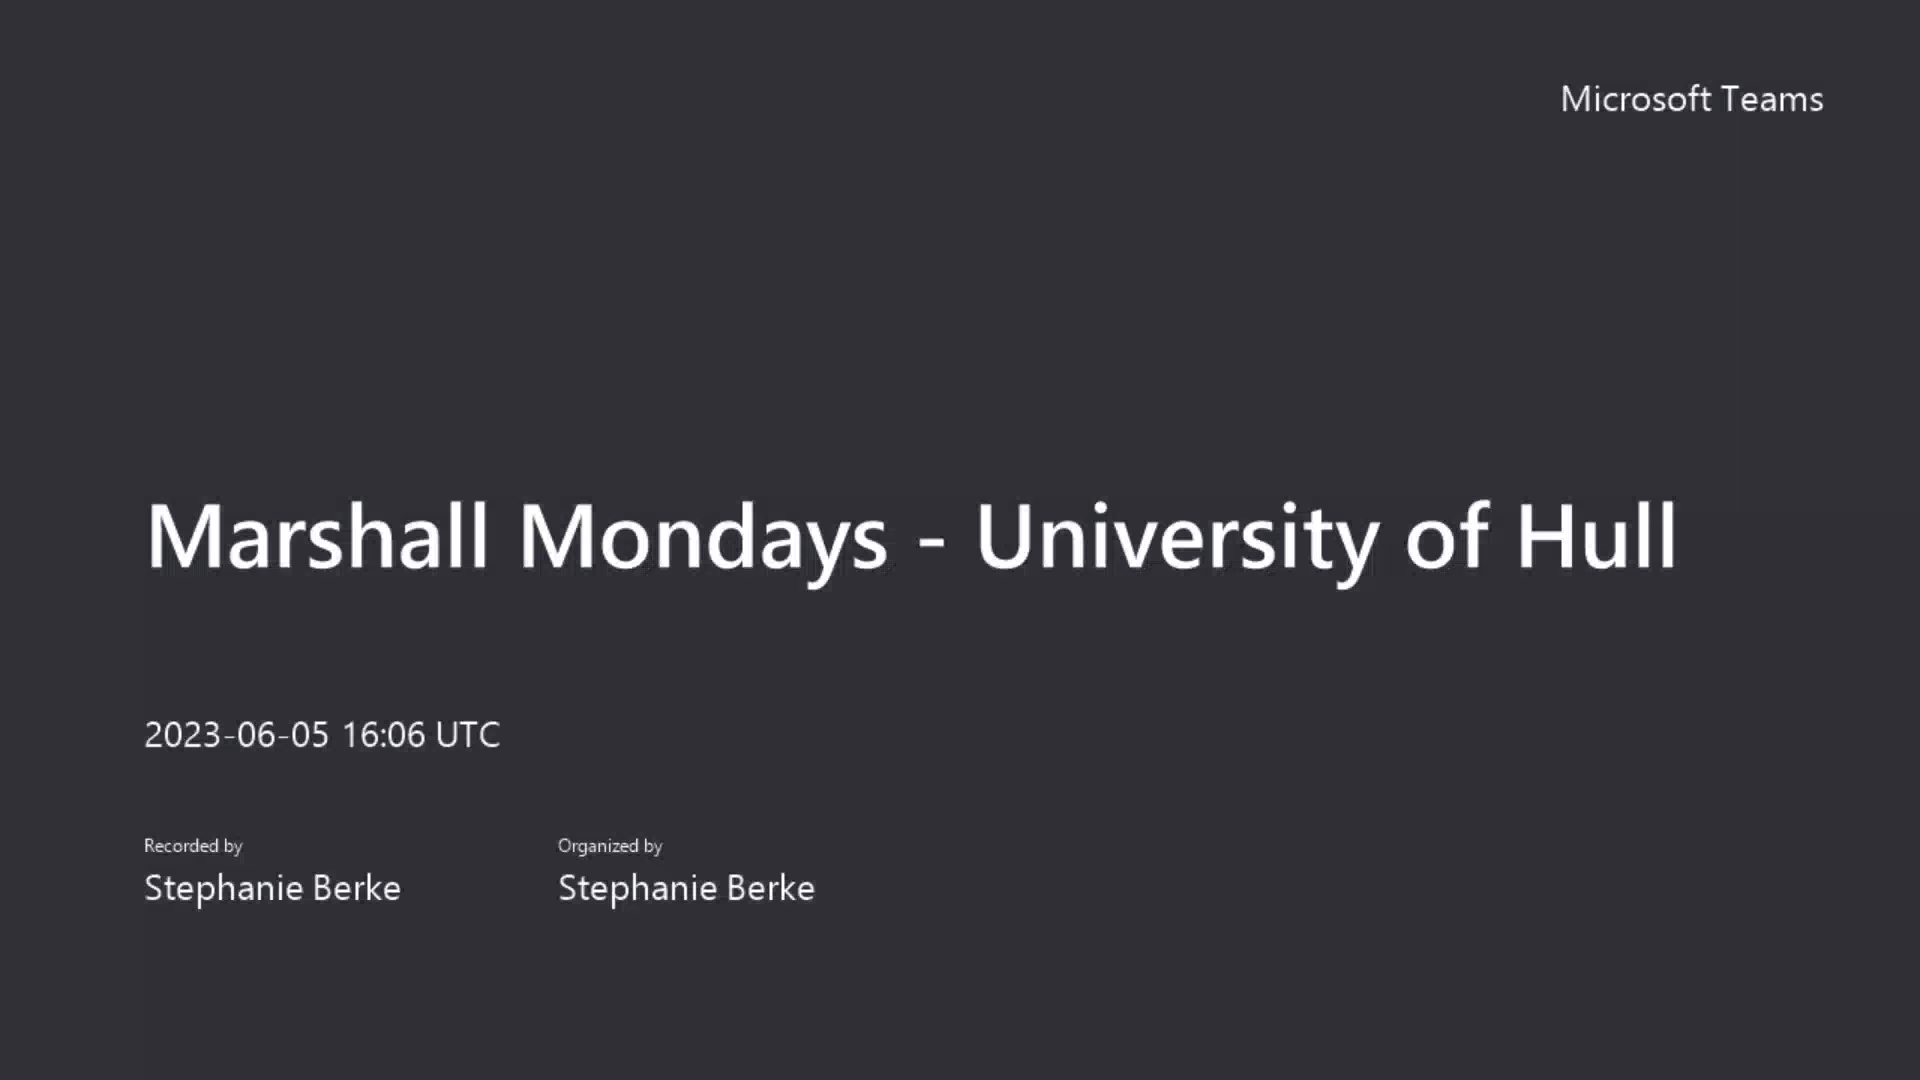 Microsoft Teams
Marshall Mondays - University of Hull
2023-06-05 16:06 UTC
Recorded by
Stephanie Berke
Organized by
Stephanie Berke